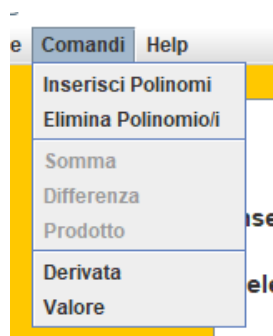 e Comandi Help
Inserisci Polinomi
Elimina Polinomio/i
Somma
Differenza
Prodotto
Derivata
Valore